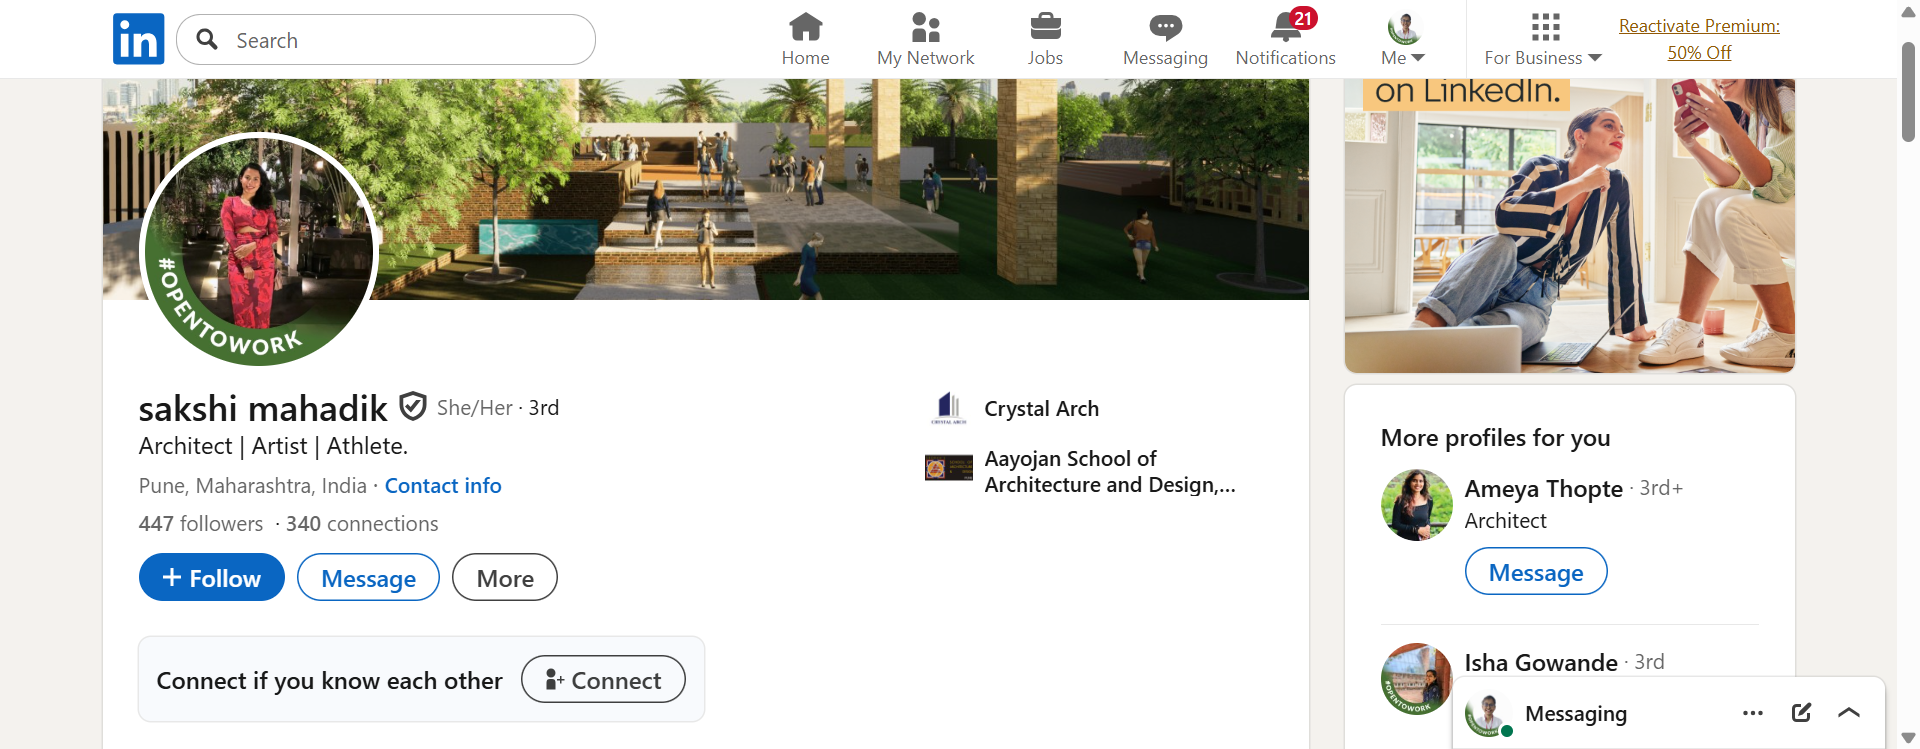 in
Search
Home
My Network
Jobs
Messaging
21
Notifications
Me
For Business
Reactivate Premium:
50% Off
on LinkedIn.
#OPENTOWORK
sakshi mahadik She/Her · 3rd
Architect | Artist | Athlete.
Pune, Maharashtra, India · Contact info
447 followers · 340 connections
+ Follow
Message
More
Connect if you know each other
Connect
CRYSTAL ARCH
Crystal Arch
Aayojan School of
Architecture and Design,...
More profiles for you
Ameya Thopte · 3rd+
Architect
Message
Isha Gowande · 3rd
#OPENTOWORK
Messaging